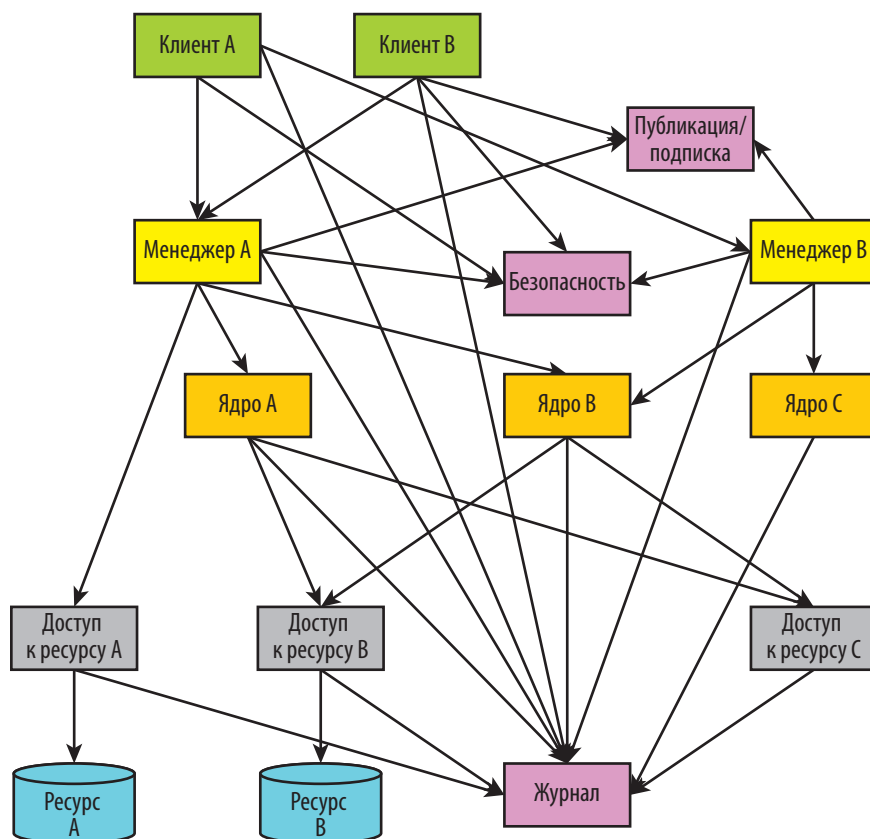 Клиент A
Клиент B
Публикация/
подписка
Менеджер A
Безопасность
Менеджер B
Ядро A
Ядро B
Ядро C
Доступ
к ресурсу A
Доступ
к ресурсу B
Доступ
к ресурсу C
Ресурс
A
Ресурс
B
Журнал